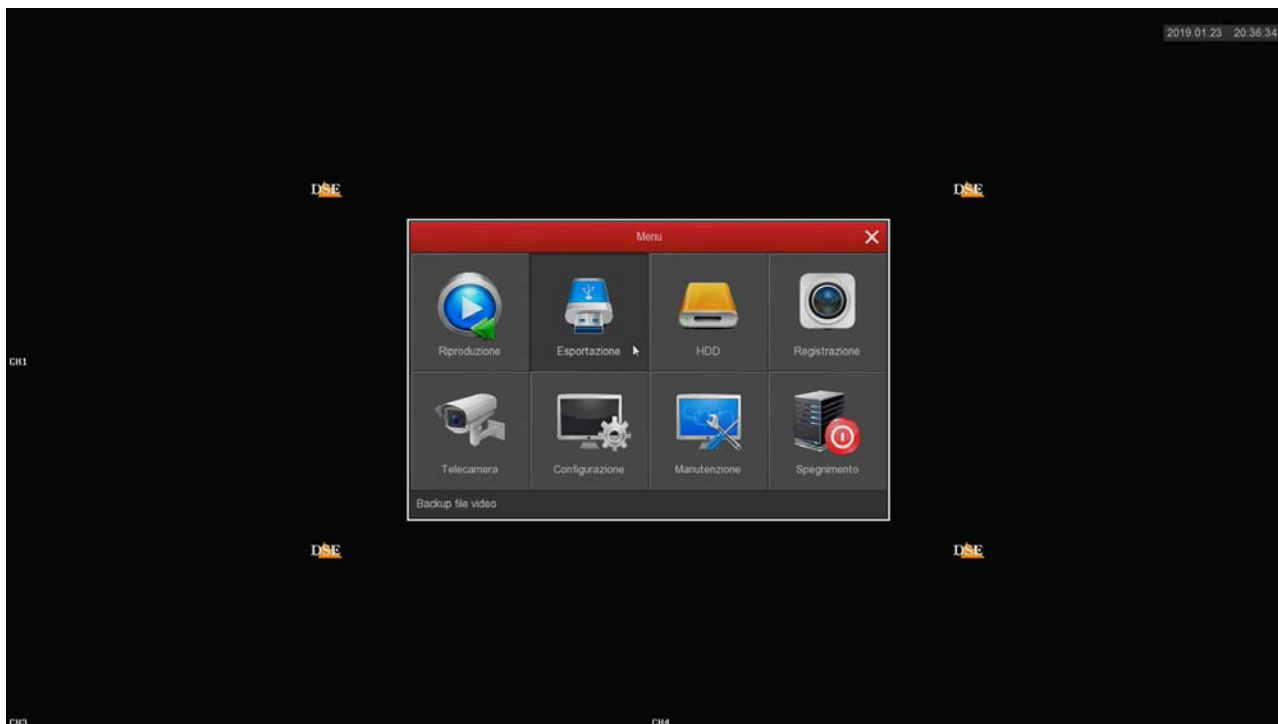 2019.01.23 20:36:34
DSE
DSE
Menu
Riproduzione
Esportazione
HDD
Registrazione
CH1
Telecamera
Configurazione
Manutenzione
Spegnimento
Backup file video
DSE
DSE
CH3
CH4